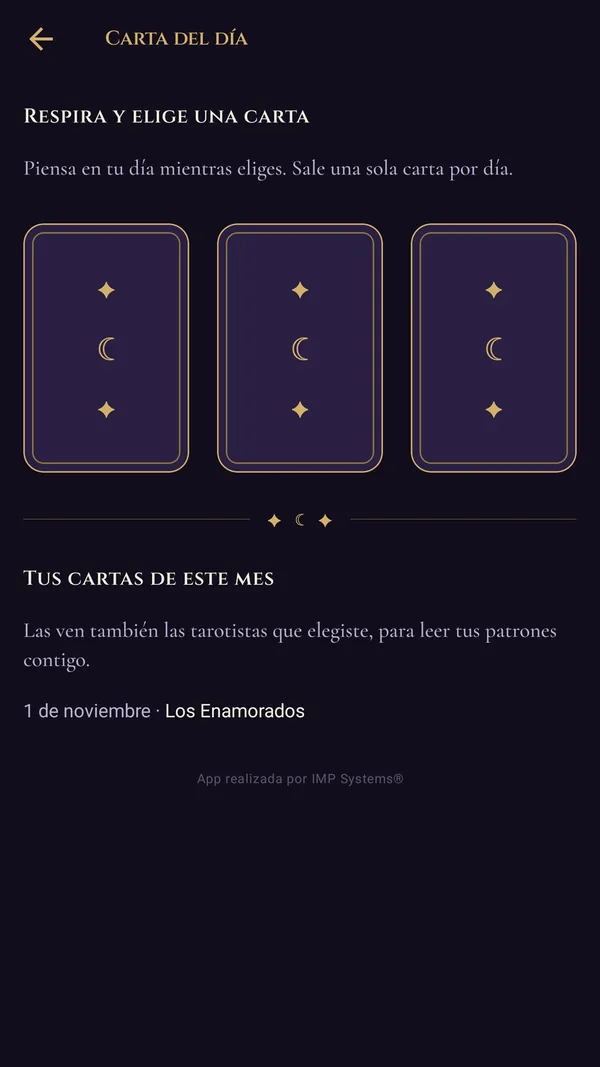 Carta del día
Respira y elige una carta
Piensa en tu día mientras eliges. Sale una sola carta por día.
Tus cartas de este mes
Las ven también las tarotistas que elegiste, para leer tus patrones
contigo.
1 de noviembre · Los Enamorados
App realizada por IMP Systems®